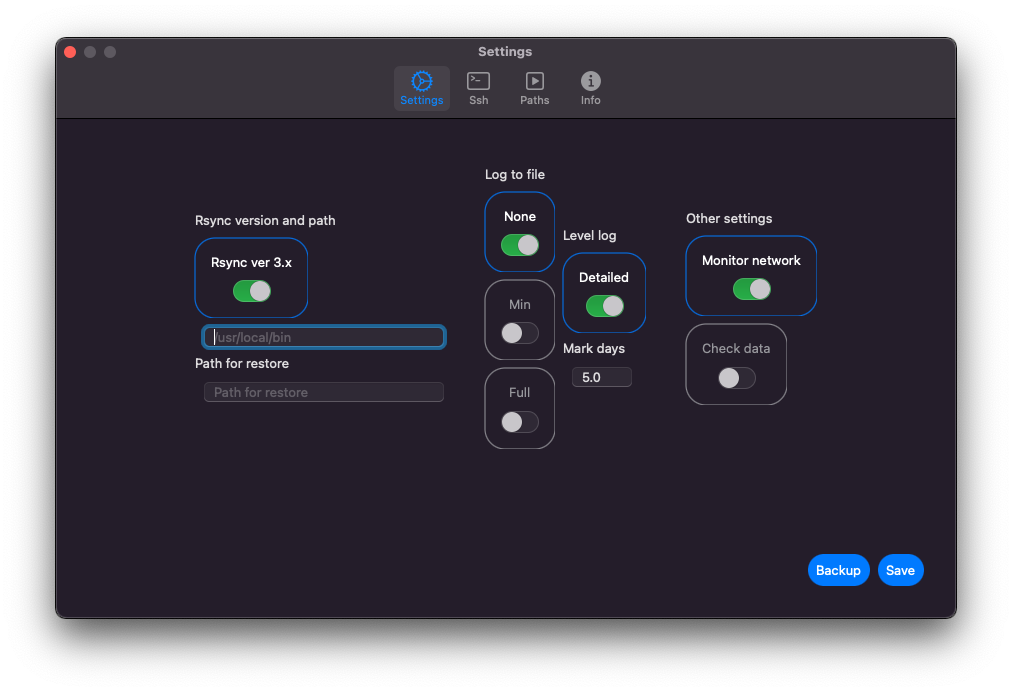 Settings
Settings
Ssh
Paths
Info
Rsync version and path
Rsync ver 3.x
/usr/local/bin
Path for restore
Path for restore
Log to file
None
Min
Full
Level log
Detailed
Mark days
5.0
Other settings
Monitor network
Check data
Backup
Save